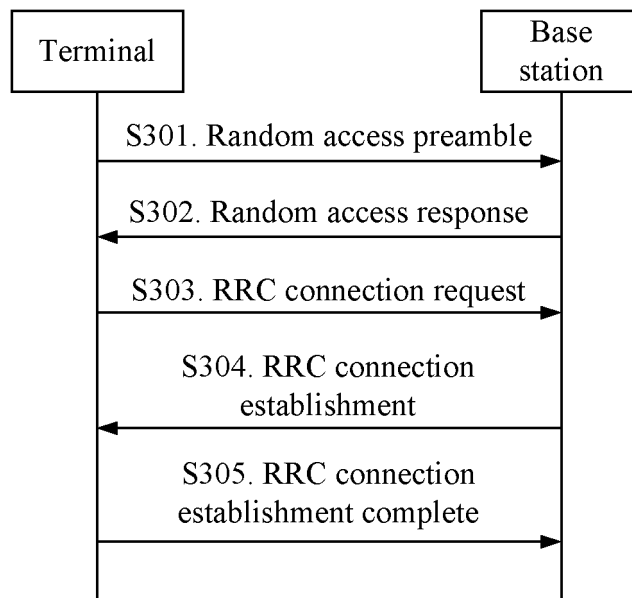 Terminal
Base
station
S301. Random access preamble
S302. Random access response
S303. RRC connection request
S304. RRC connection
establishment
S305. RRC connection
establishment complete